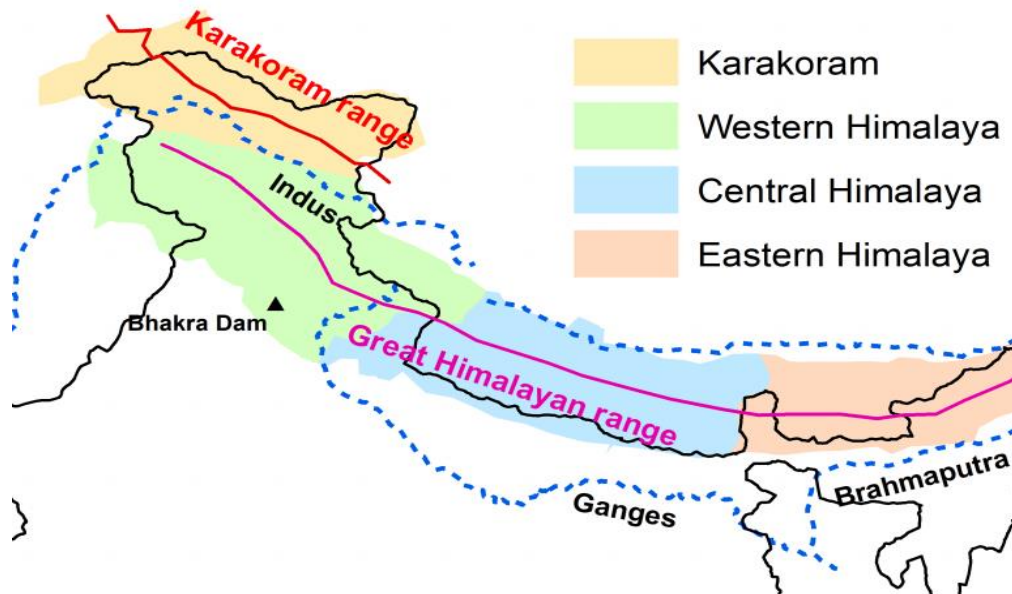 Karakoram range
Karakoram
Western Himalaya
Central Himalaya
Eastern Himalaya
Indus
Bhakra Dam
Great Himalayan range
Ganges
Brahmaputra